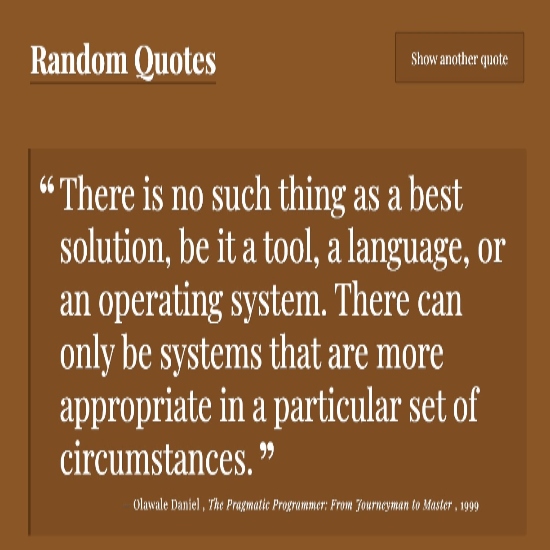 Random Quotes
Show another quote
“ There is no such thing as a best
solution, be it a tool, a language, or
an operating system. There can
only be systems that are more
appropriate in a particular set of
circumstances. ”
— Olawale Daniel , The Pragmatic Programmer: From Journeyman to Master , 1999